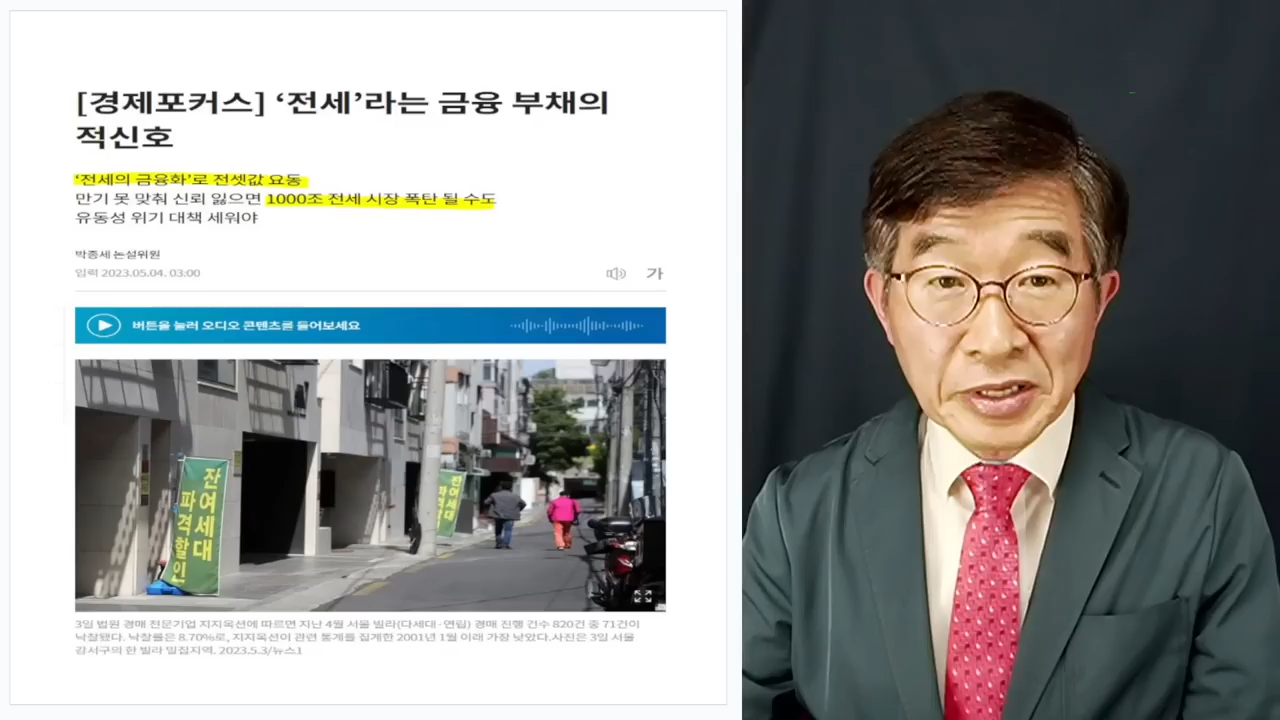 [경제포커스] ‘전세’라는 금융 부채의
적신호
‘전세의 금융화’로 전셋값 요동
만기 못 맞춰 신뢰 잃으면 1000조 전세 시장 폭탄 될 수도
유동성 위기 대책 세워야
박종세 논설위원
입력 2023.05.04. 03:00
가
버튼을 눌러 오디오 콘텐츠를 들어보세요
잔여세대
파격할인
잔여세대
3일 법원 경매 전문기업 지지옥션에 따르면 지난 4월 서울 빌라(다세대·연립) 경매 진행 건수 820건 중 71건이
낙찰됐다. 낙찰률은 8.70%로, 지지옥션이 관련 통계를 집계한 2001년 1월 이래 가장 낮았다.사진은 3일 서울
강서구의 한 빌라 밀집지역. 2023.5.3/뉴스1